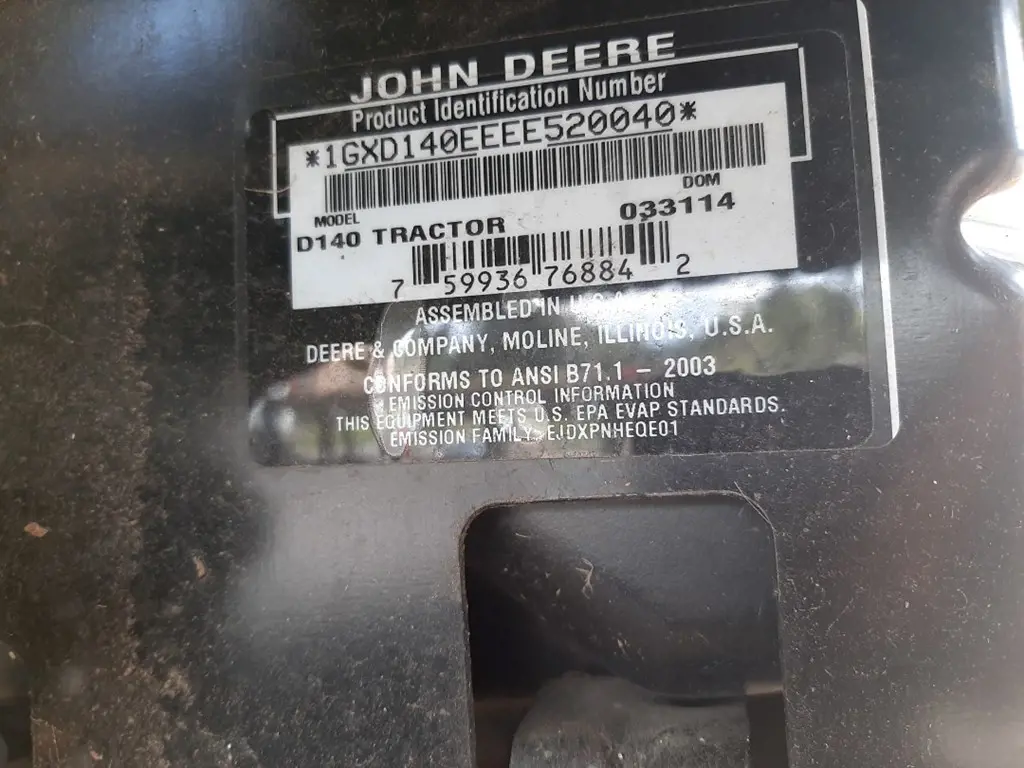 JOHN DEERE
Product Identification Number
*1GXD140EEEE520040*
MODEL
DOM
D140 TRACTOR
033114
7 59936 76884 2
ASSEMBLED IN U.S.A.
DEERE & COMPANY, MOLINE, ILLINOIS, U.S.A.
CONFORMS TO ANSI B71.1 – 2003
EMISSION CONTROL INFORMATION
THIS EQUIPMENT MEETS U.S. EPA EVAP STANDARDS.
EMISSION FAMILY: EJDXPNHEQE01